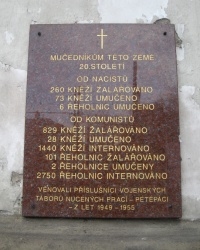 MUČEDNÍKŮM TÉTO ZEMĚ
20. STOLETÍ
OD NACISTŮ
260 KNĚŽÍ ŽALÁŘOVÁNO
73 KNĚŽÍ UMUČENO
6 ŘEHOLNIC UMUČENO
OD KOMUNISTŮ
829 KNĚŽÍ ŽALÁŘOVÁNO
28 KNĚŽÍ UMUČENO
1440 KNĚŽÍ INTERNOVÁNO
101 ŘEHOLNIC ŽALÁŘOVÁNO
2 ŘEHOLNICE UMUČENY
2750 ŘEHOLNIC INTERNOVÁNO
VĚNOVALI PŘÍSLUŠNÍCI VOJENSKÝCH
TÁBORŮ NUCENÝCH PRACÍ – PÉTÉPÁCI
– Z LET 1949 – 1955